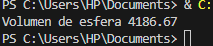 PS C:\Users\HP\Documents> & C:
Volumen de esfera 4186.67
PS C:\Users\HP\Documents>